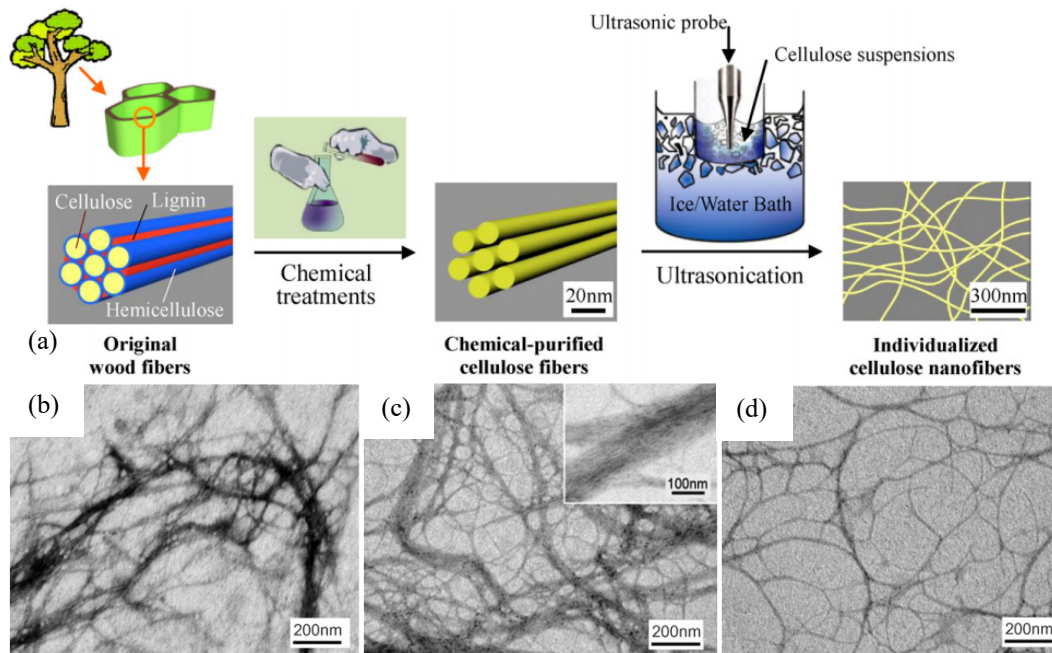 Ultrasonic probe
Cellulose suspensions
Cellulose
Lignin
Hemicellulose
Chemical
treatments
20nm
Ice/Water Bath
Ultrasonication
300nm
(a)
Original
wood fibers
Chemical-purified
cellulose fibers
Individualized
cellulose nanofibers
(b)
200nm
(c)
100nm
200nm
(d)
200nm